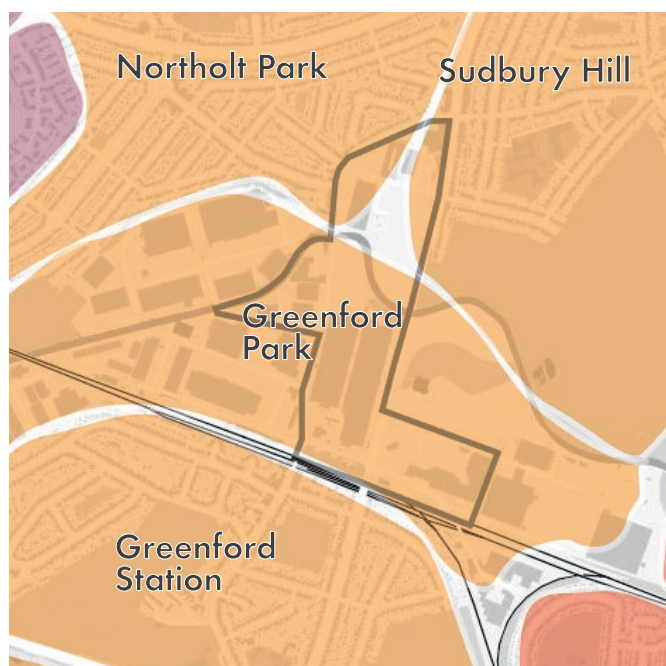 Northolt Park
Sudbury Hill
Greenford
Park
Greenford
Station